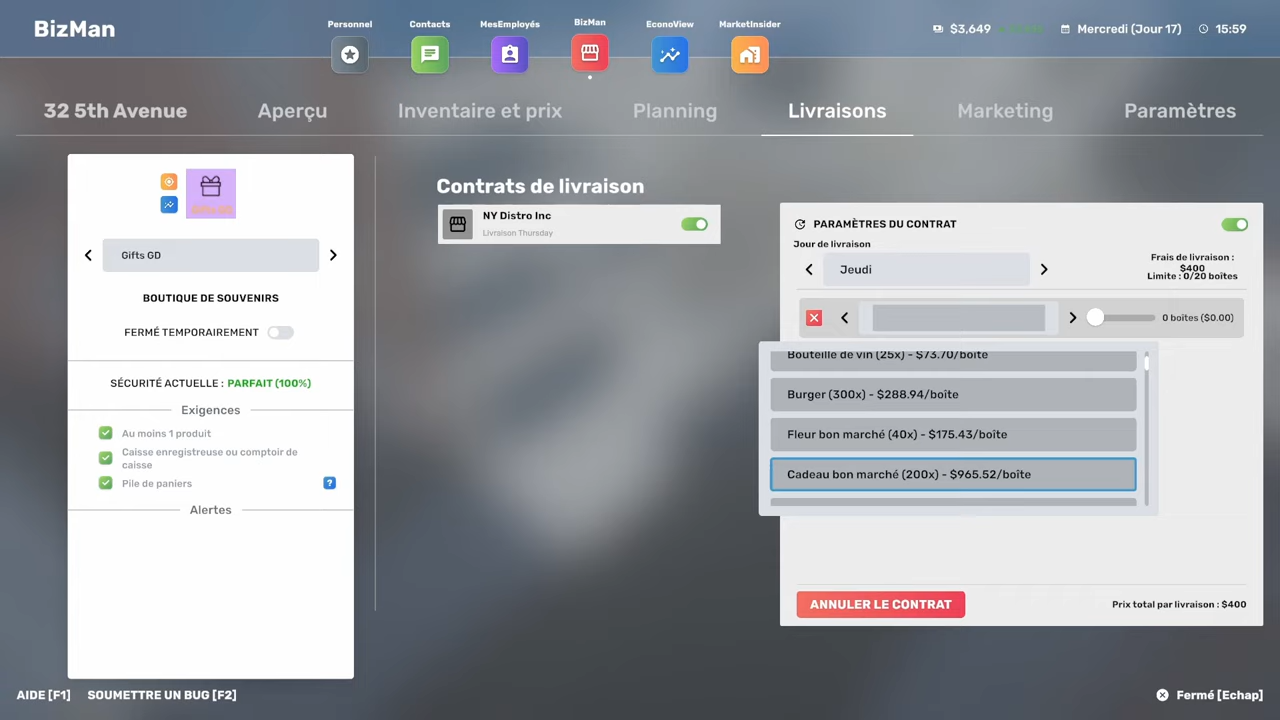 BizMan
Personnel
Contacts
MesEmployés
BizMan
EconoView
MarketInsider
$3,649
Mercredi (Jour 17)
15:59
32 5th Avenue
Aperçu
Inventaire et prix
Planning
Livraisons
Marketing
Paramètres
Gifts GD
BOUTIQUE DE SOUVENIRS
FERMÉ TEMPORAIREMENT
SÉCURITÉ ACTUELLE : PARFAIT (100%)
Exigences
Au moins 1 produit
Caisse enregistreuse ou comptoir de
caisse
Pile de paniers
?
Alertes
Contrats de livraison
NY Distro Inc
Livraison Thursday
PARAMÈTRES DU CONTRAT
Jour de livraison
Jeudi
Frais de livraison :
$400
Limite : 0/20 boîtes
0 boîtes ($0.00)
Bouteille de vin (25x) - $73.70/boîte
Burger (300x) - $288.94/boîte
Fleur bon marché (40x) - $175.43/boîte
Cadeau bon marché (200x) - $965.52/boîte
ANNULER LE CONTRAT
Prix total par livraison : $400
AIDE [F1]
SOUMETTRE UN BUG [F2]
Fermé [Echap]